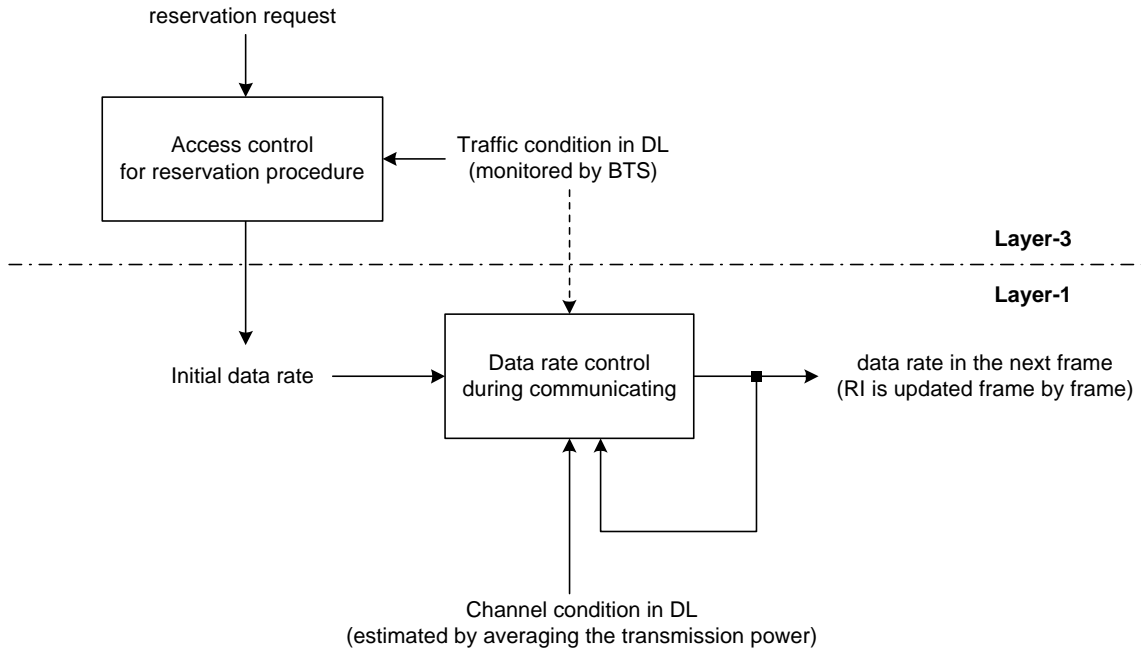 reservation request
Access control
for reservation procedure
Traffic condition in DL
(monitored by BTS)
Layer-3
Layer-1
Initial data rate
Data rate control
during communicating
data rate in the next frame
(RI is updated frame by frame)
Channel condition in DL
(estimated by averaging the transmission power)